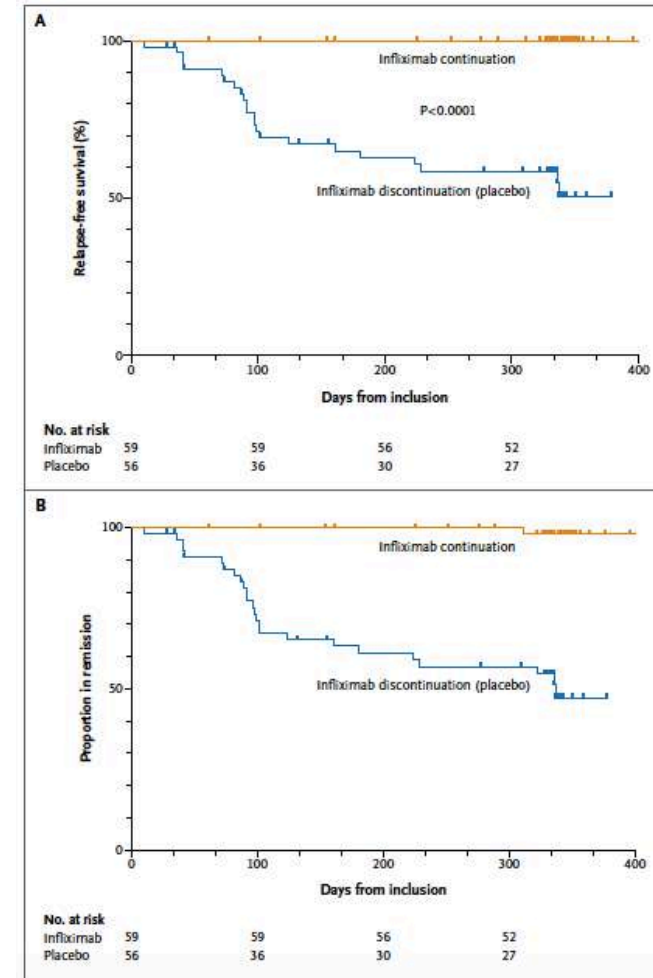 A
100
50
0
Relapse-free survival (%)
Infliximab continuation
P<0.0001
Infliximab discontinuation (placebo)
0 100 200 300 400
Days from inclusion
No. at risk
Infliximab 59 59 56 52
Placebo 56 36 30 27
B
100
50
0
Proportion in remission
Infliximab continuation
Infliximab discontinuation (placebo)
0 100 200 300 400
Days from inclusion
No. at risk
Infliximab 59 59 56 52
Placebo 56 36 30 27